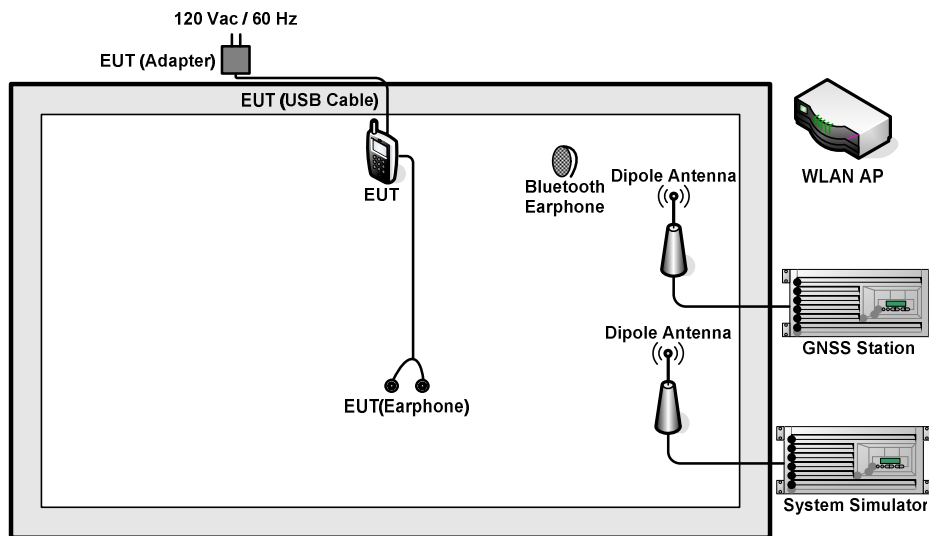 120 Vac / 60 Hz
EUT (Adapter)
EUT (USB Cable)
EUT
Bluetooth
Earphone
Dipole Antenna
WLAN AP
GNSS Station
Dipole Antenna
EUT(Earphone)
System Simulator